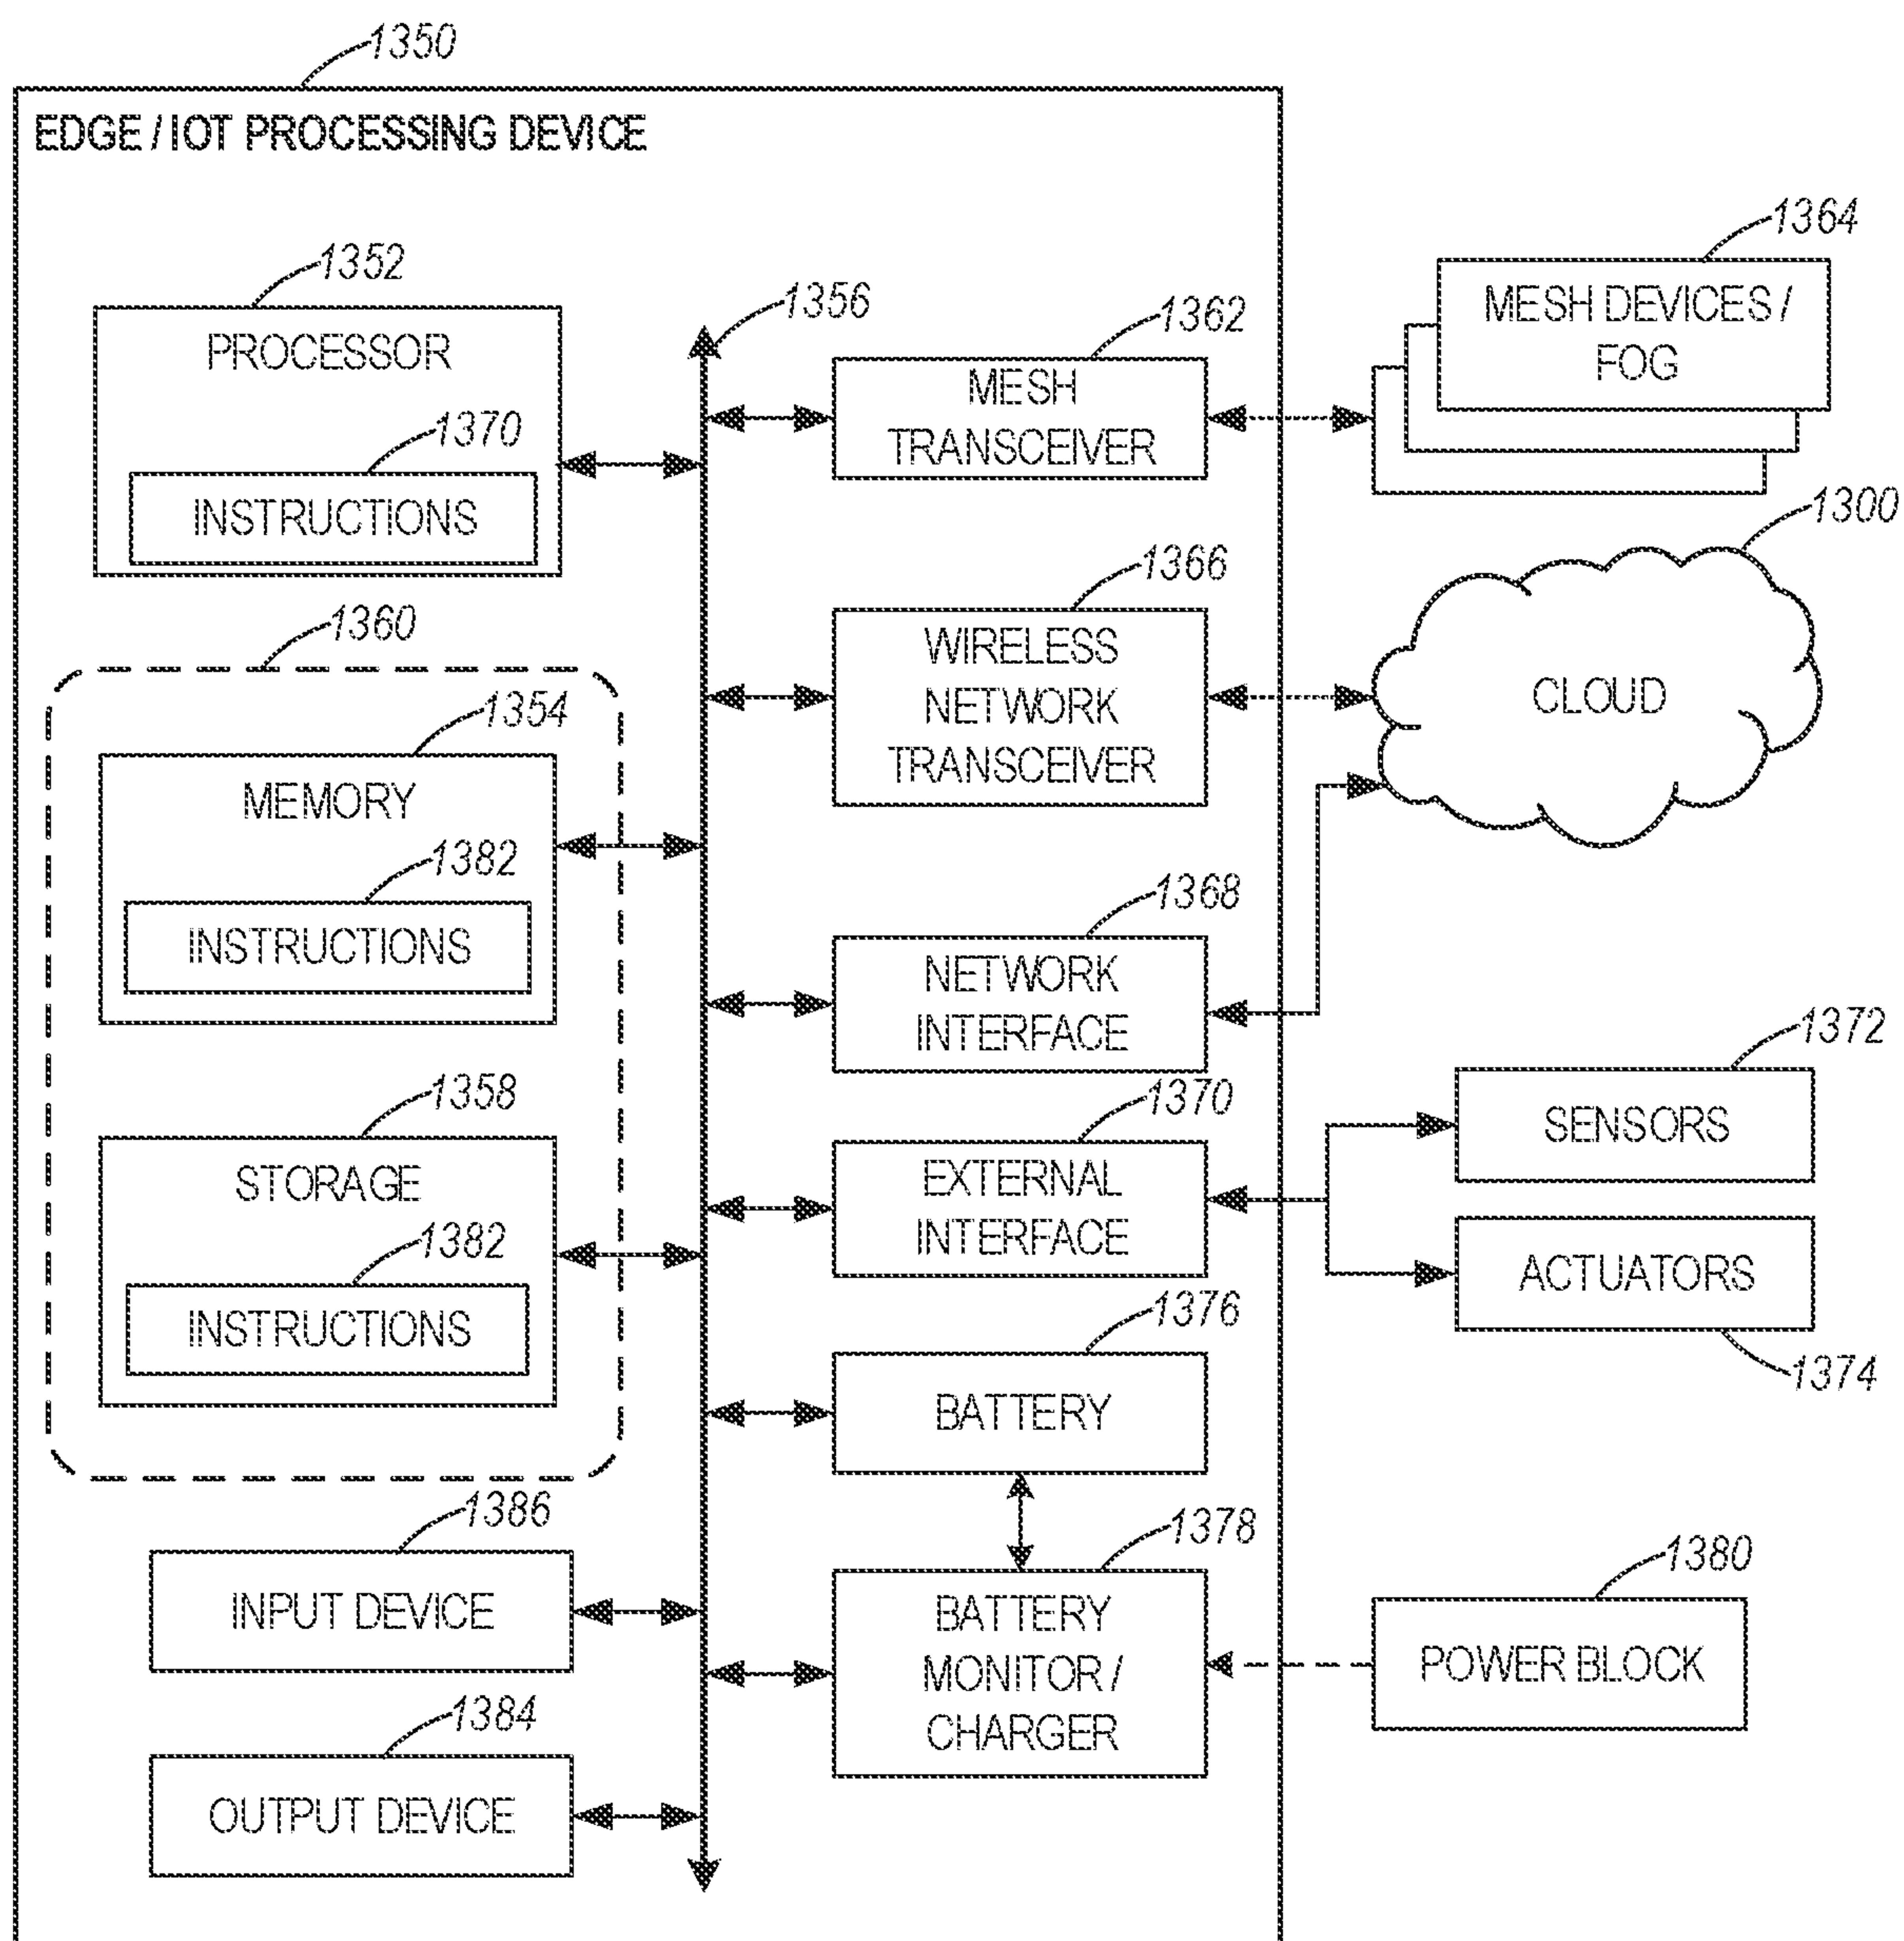 1350
EDGE / IOT PROCESSING DEVICE
1352
PROCESSOR
1370
INSTRUCTIONS
1360
1354
MEMORY
1382
INSTRUCTIONS
1358
STORAGE
1382
INSTRUCTIONS
1386
INPUT DEVICE
1384
OUTPUT DEVICE
1356
1362
MESH
TRANSCEIVER
1366
WIRELESS
NETWORK
TRANSCEIVER
1368
NETWORK
INTERFACE
1370
EXTERNAL
INTERFACE
1376
BATTERY
1378
BATTERY
MONITOR /
CHARGER
1364
MESH DEVICES /
FOG
1300
CLOUD
1372
SENSORS
ACTUATORS
1374
1380
POWER BLOCK